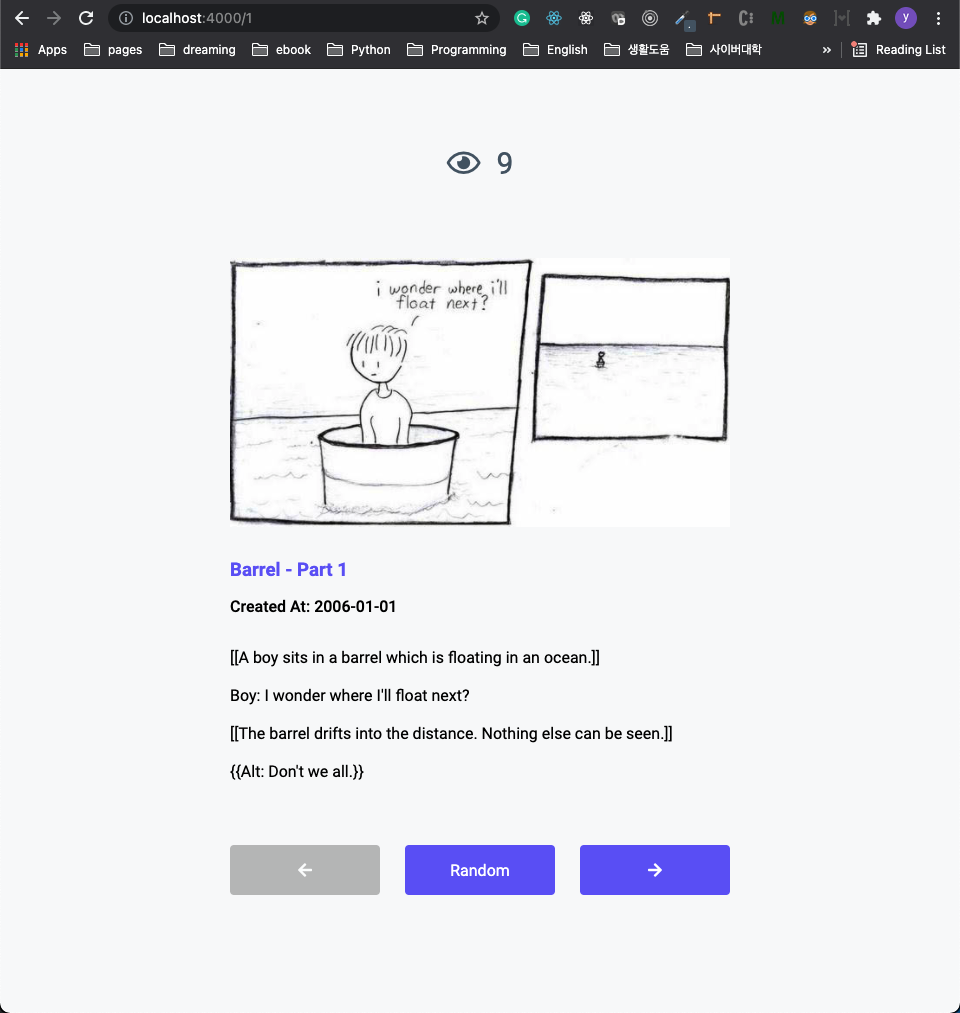 localhost:4000/1
y
Apps pages dreaming ebook Python Programming English 생활도움 사이버대학 » Reading List
9
i wonder where i'll
float next?
Barrel - Part 1
Created At: 2006-01-01
[[A boy sits in a barrel which is floating in an ocean.]]
Boy: I wonder where I'll float next?
[[The barrel drifts into the distance. Nothing else can be seen.]]
{{Alt: Don't we all.}}
← Random →